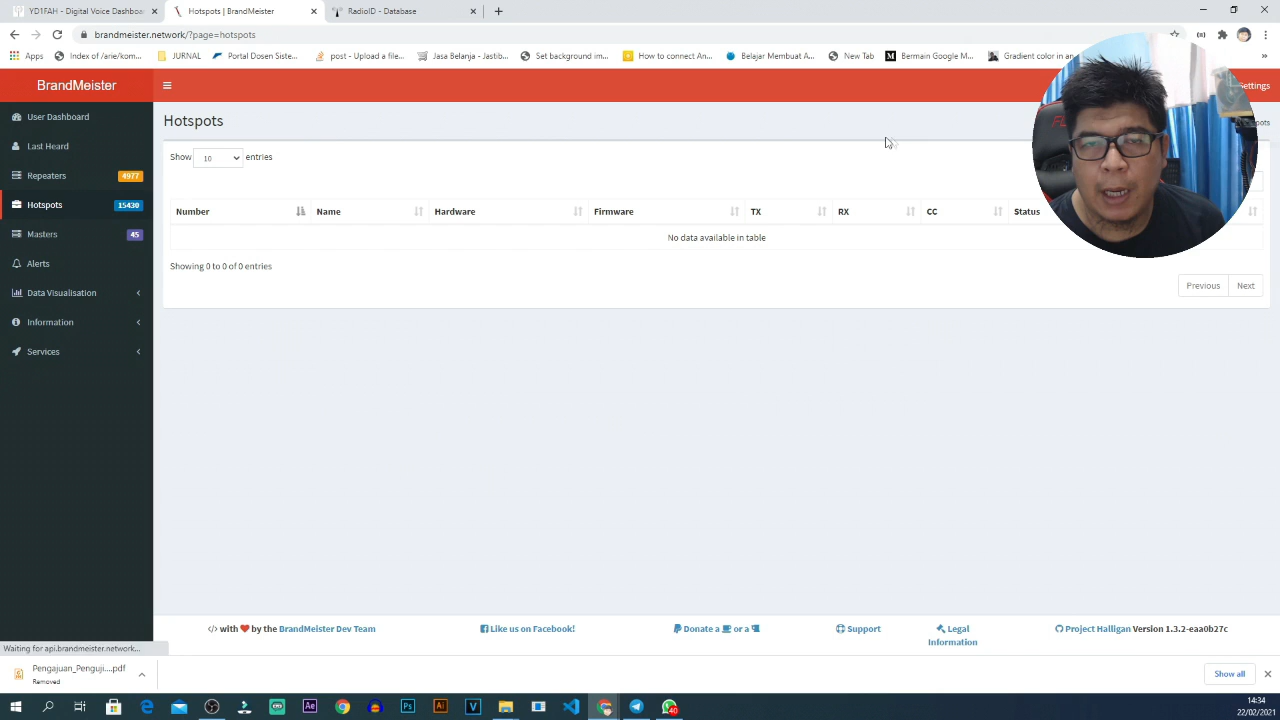 YD1FAH - Digital Voice Dashboa
Hotspots | BrandMeister
RadioID - Database
brandmeister.network/?page=hotspots
Apps
Index of /arie/kom...
JURNAL
Portal Dosen Siste...
post - Upload a file...
Jasa Belanja - Jastib...
Set background im...
How to connect An...
Belajar Membuat A...
New Tab
Bermain Google M...
Gradient color in an
BrandMeister
Settings
User Dashboard
Last Heard
Repeaters 4977
Hotspots 15430
Masters 45
Alerts
Data Visualisation
Information
Services
Hotspots
Show 10 entries
Number
Name
Hardware
Firmware
TX
RX
CC
Status
No data available in table
Showing 0 to 0 of 0 entries
Previous Next
</> with ❤ by the BrandMeister Dev Team
Like us on Facebook!
Donate a or a
Support
Legal
Information
Project Halligan Version 1.3.2-eaa0b27c
Waiting for api.brandmeister.network...
Pengajuan_Penguji....pdf
Removed
Show all
40
14:34
22/02/2021